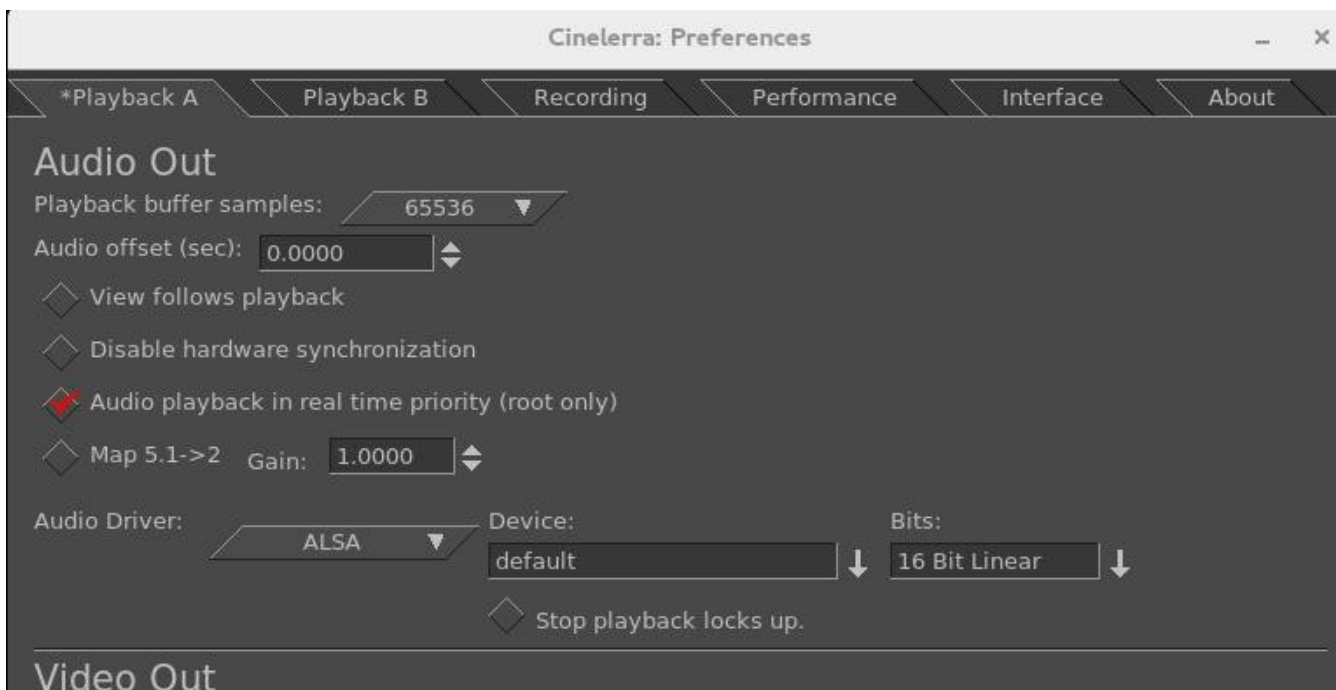 Cinelerra: Preferences
*Playback A Playback B Recording Performance Interface About
Audio Out
Playback buffer samples: 65536
Audio offset (sec): 0.0000
View follows playback
Disable hardware synchronization
Audio playback in real time priority (root only)
Map 5.1->2 Gain: 1.0000
Audio Driver: ALSA Device: Bits:
default 16 Bit Linear
Stop playback locks up.
Video Out